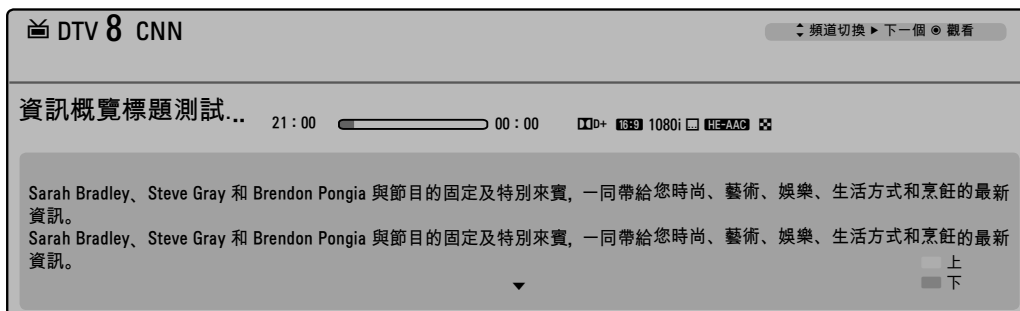 DTV 8 CNN
頻道切換 ▶ 下一個 ◉ 觀看
資訊概覽標題測試...
21：00 00：00 DD+ 16:9 1080i HE-AAC
Sarah Bradley、Steve Gray 和 Brendon Pongia 與節目的固定及特別來賓，一同帶給您時尚、藝術、娛樂、生活方式和烹飪的最新
資訊。
Sarah Bradley、Steve Gray 和 Brendon Pongia 與節目的固定及特別來賓，一同帶給您時尚、藝術、娛樂、生活方式和烹飪的最新
資訊。
上
下